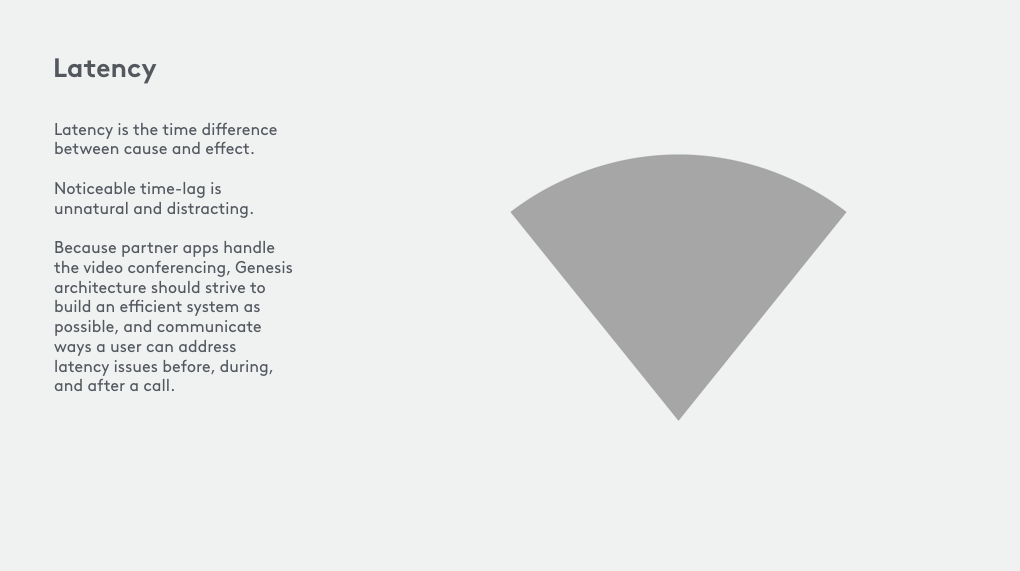 Latency
Latency is the time difference
between cause and effect.
Noticeable time-lag is
unnatural and distracting.
Because partner apps handle
the video conferencing, Genesis
architecture should strive to
build an efficient system as
possible, and communicate
ways a user can address
latency issues before, during,
and after a call.